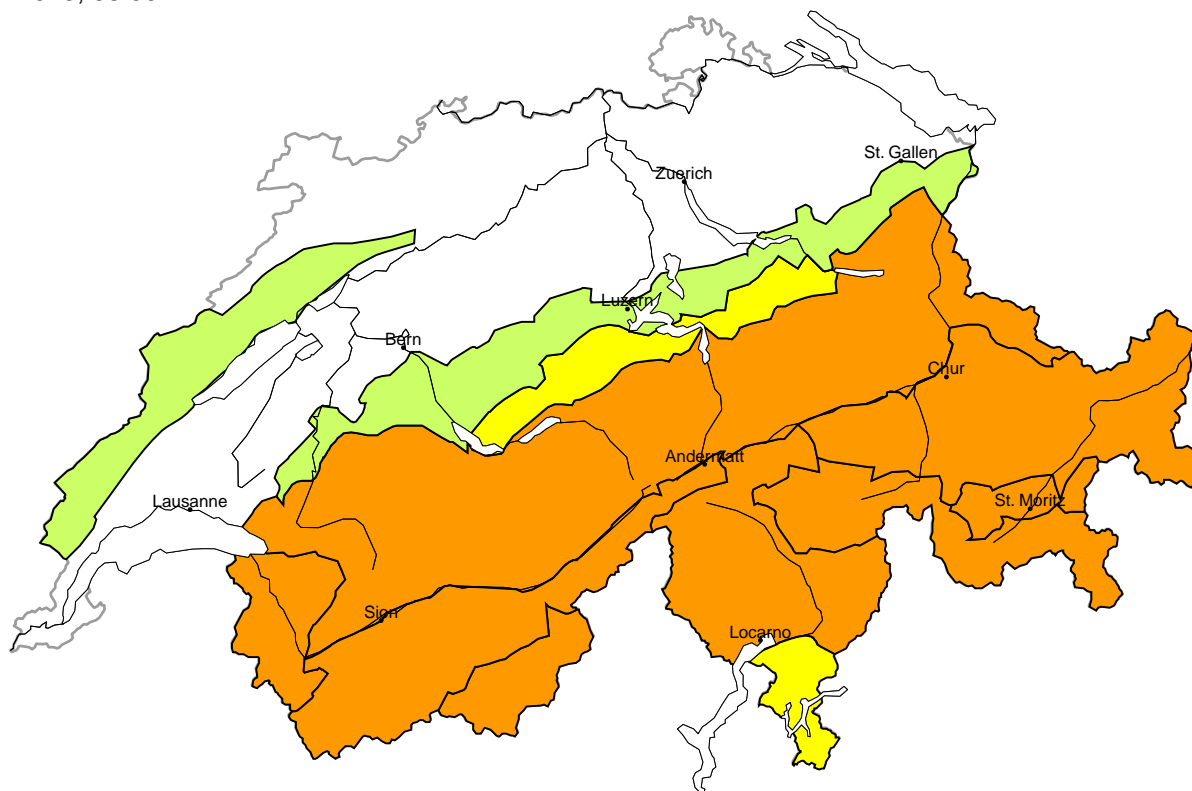 St. Gallen
Zuerich
Luzern
Bern
Chur
Andermatt
Lausanne
St. Moritz
Sion
Locarno